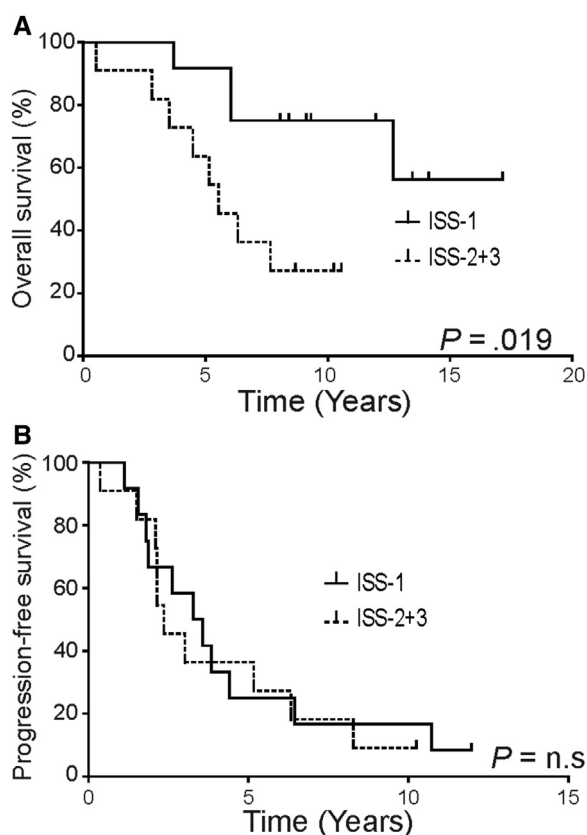 A
Overall survival (%)
100
80
60
40
20
0
ISS-1
ISS-2+3
P = .019
0 5 10 15 20
Time (Years)
B
Progression-free survival (%)
100
80
60
40
20
0
ISS-1
ISS-2+3
P = n.s
0 5 10 15
Time (Years)